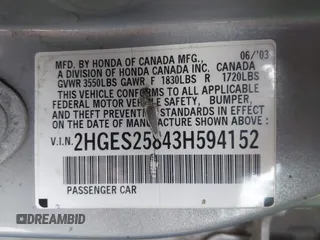 MFD. BY HONDA OF CANADA MFG., 06/'03
A DIVISION OF HONDA CANADA INC. CANADA
GVWR 3550LBS GAWR F 1830LBS R 1720LBS
THIS VEHICLE CONFORMS TO ALL APPLICABLE
FEDERAL MOTOR VEHICLE SAFETY, BUMPER,
AND THEFT PREVENTION STANDARDS IN EFFECT
ON THE DATE OF MANUFACTURE SHOWN ABOVE:
V.I.N. 2HGES25843H594152
PASSENGER CAR
DREAMBID